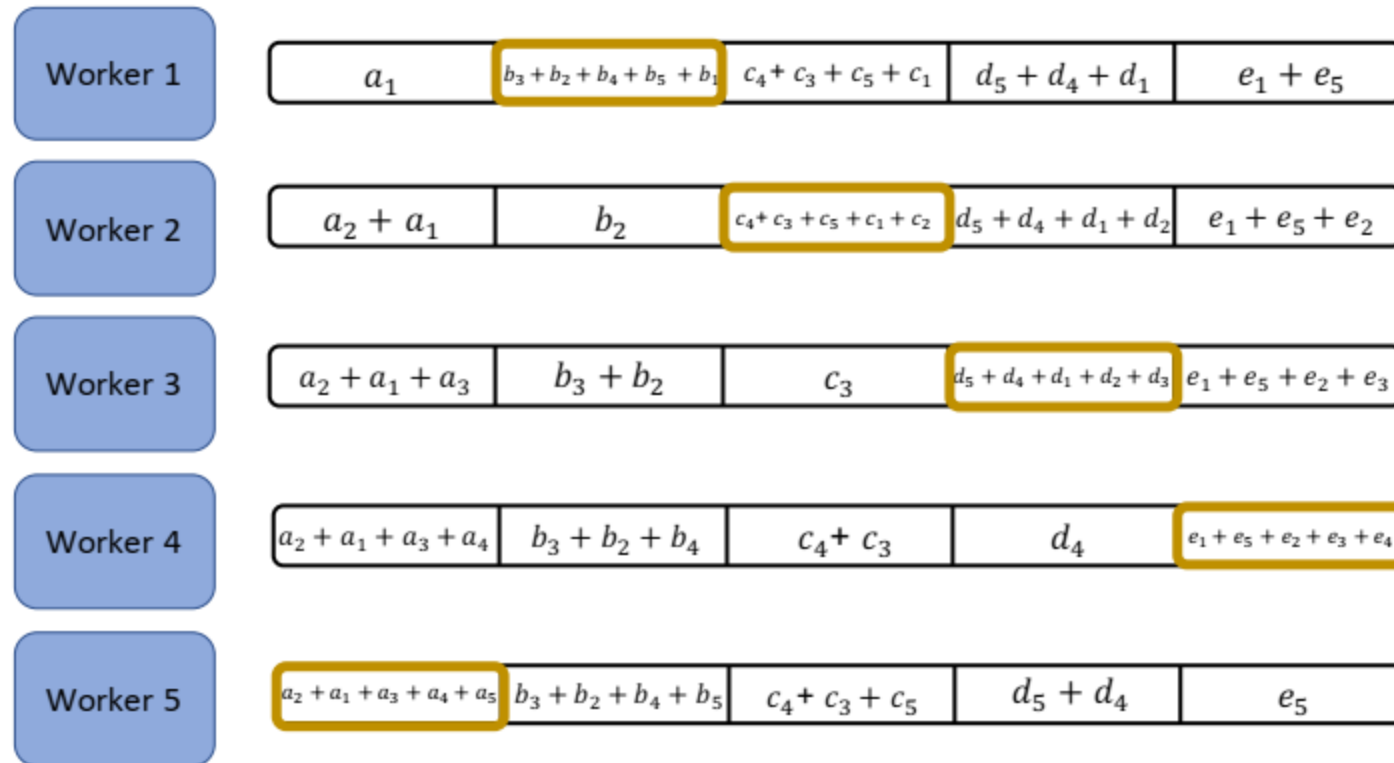 Worker 1 a₁ b₃ + b₂ + b₄ + b₅ + b₁ c₄+ c₃ + c₅ + c₁ d₅ + d₄ + d₁ e₁ + e₅
Worker 2 a₂ + a₁ b₂ c₄+ c₃ + c₅ + c₁ + c₂ d₅ + d₄ + d₁ + d₂ e₁ + e₅ + e₂
Worker 3 a₂ + a₁ + a₃ b₃ + b₂ c₃ d₅ + d₄ + d₁ + d₂ + d₃ e₁ + e₅ + e₂ + e₃
Worker 4 a₂ + a₁ + a₃ + a₄ b₃ + b₂ + b₄ c₄+ c₃ d₄ e₁ + e₅ + e₂ + e₃ + e₄
Worker 5 a₂ + a₁ + a₃ + a₄ + a₅ b₃ + b₂ + b₄ + b₅ c₄+ c₃ + c₅ d₅ + d₄ e₅